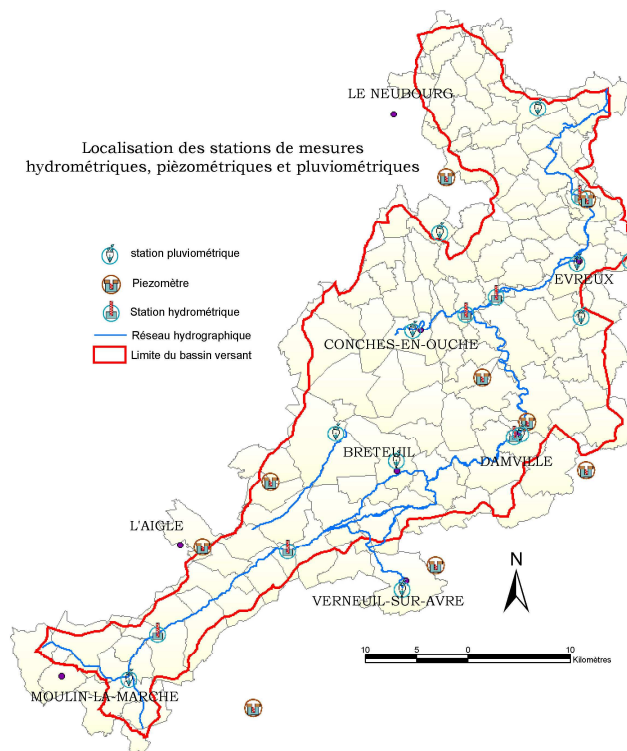 LE NEUBOURG
Localisation des stations de mesures
hydrométriques, pièzométriques et pluviométriques
station pluviométrique
Piezomètre
Station hydrométrique
Réseau hydrographique
Limite du bassin versant
EVREUX
CONCHES-EN-OUCHE
BRETEUIL
DAMVILLE
L'AIGLE
N
VERNEUIL-SUR-AVRE
10 5 0 10
Kilomètres
MOULIN-LA-MARCHE